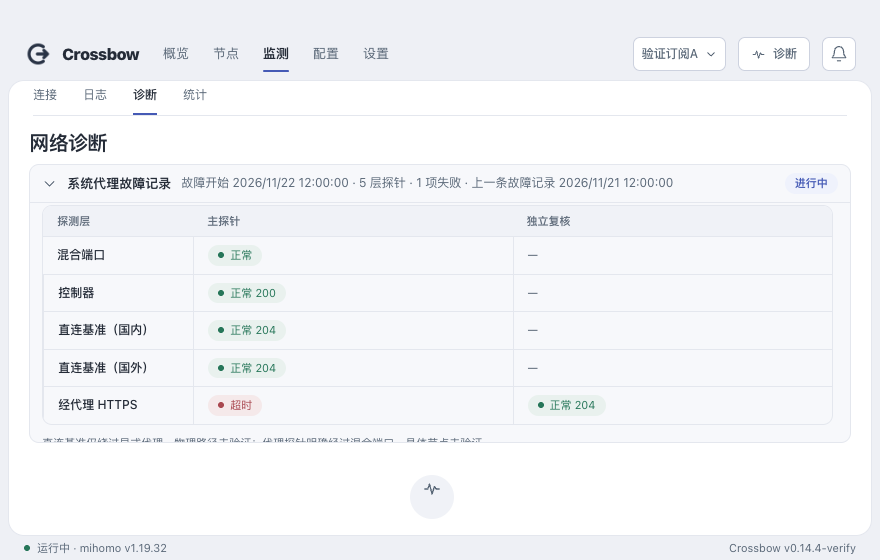 Crossbow 概览 节点 监测 配置 设置 验证订阅A 诊断
连接 日志 诊断 统计
网络诊断
系统代理故障记录 故障开始 2026/11/22 12:00:00 · 5 层探针 · 1 项失败 · 上一条故障记录 2026/11/21 12:00:00 进行中
探测层 主探针 独立复核
混合端口 正常 —
控制器 正常 200 —
直连基准（国内） 正常 204 —
直连基准（国外） 正常 204 —
经代理 HTTPS 超时 正常 204
运行中 · mihomo v1.19.32 Crossbow v0.14.4-verify